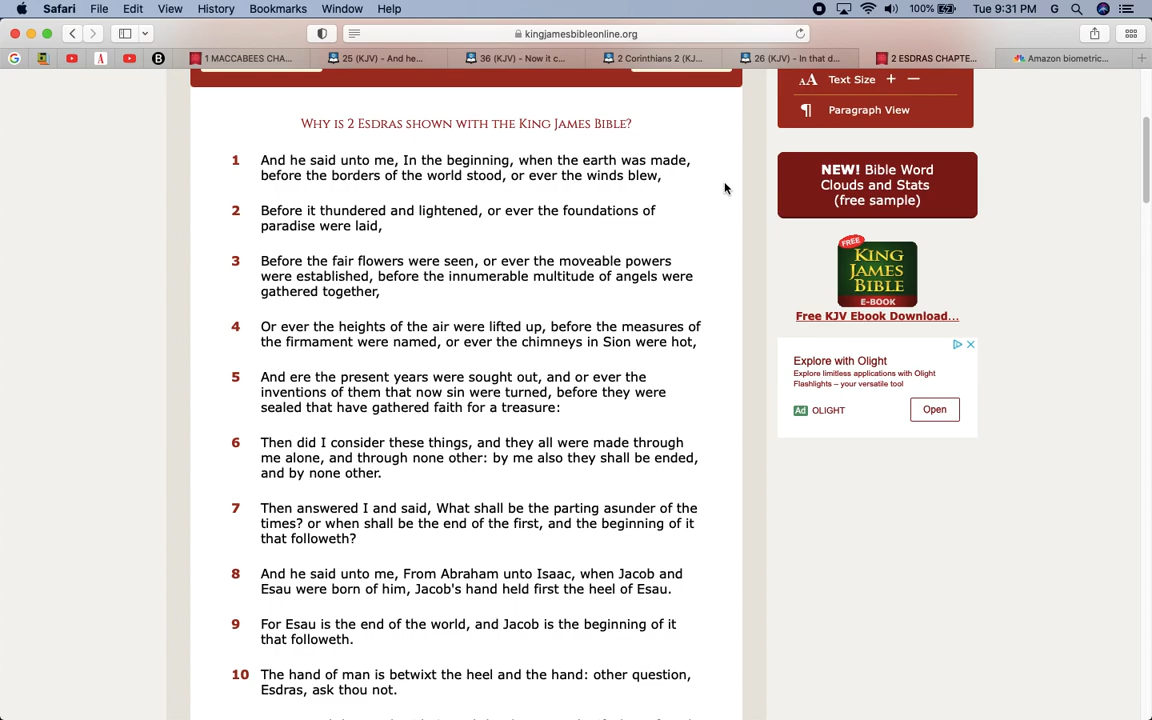 Safari File Edit View History Bookmarks Window Help
100% Tue 9:31 PM G
kingjamesbibleonline.org
1 MACCABEES CHA...
25 (KJV) - And he...
36 (KJV) - Now it c...
2 Corinthians 2 (KJ...
26 (KJV) - In that d...
2 ESDRAS CHAPTE...
Amazon biometric...
WHY IS 2 ESDRAS SHOWN WITH THE KING JAMES BIBLE?
1 And he said unto me, In the beginning, when the earth was made,
before the borders of the world stood, or ever the winds blew,
2 Before it thundered and lightened, or ever the foundations of
paradise were laid,
3 Before the fair flowers were seen, or ever the moveable powers
were established, before the innumerable multitude of angels were
gathered together,
4 Or ever the heights of the air were lifted up, before the measures of
the firmament were named, or ever the chimneys in Sion were hot,
5 And ere the present years were sought out, and or ever the
inventions of them that now sin were turned, before they were
sealed that have gathered faith for a treasure:
6 Then did I consider these things, and they all were made through
me alone, and through none other: by me also they shall be ended,
and by none other.
7 Then answered I and said, What shall be the parting asunder of the
times? or when shall be the end of the first, and the beginning of it
that followeth?
8 And he said unto me, From Abraham unto Isaac, when Jacob and
Esau were born of him, Jacob's hand held first the heel of Esau.
9 For Esau is the end of the world, and Jacob is the beginning of it
that followeth.
10 The hand of man is betwixt the heel and the hand: other question,
Esdras, ask thou not.
AA Text Size + —
¶ Paragraph View
NEW! Bible Word
Clouds and Stats
(free sample)
FREE
KING
JAMES
BIBLE
E-BOOK
Free KJV Ebook Download...
Explore with Olight
Explore limitless applications with Olight
Flashlights – your versatile tool
Ad OLIGHT
Open